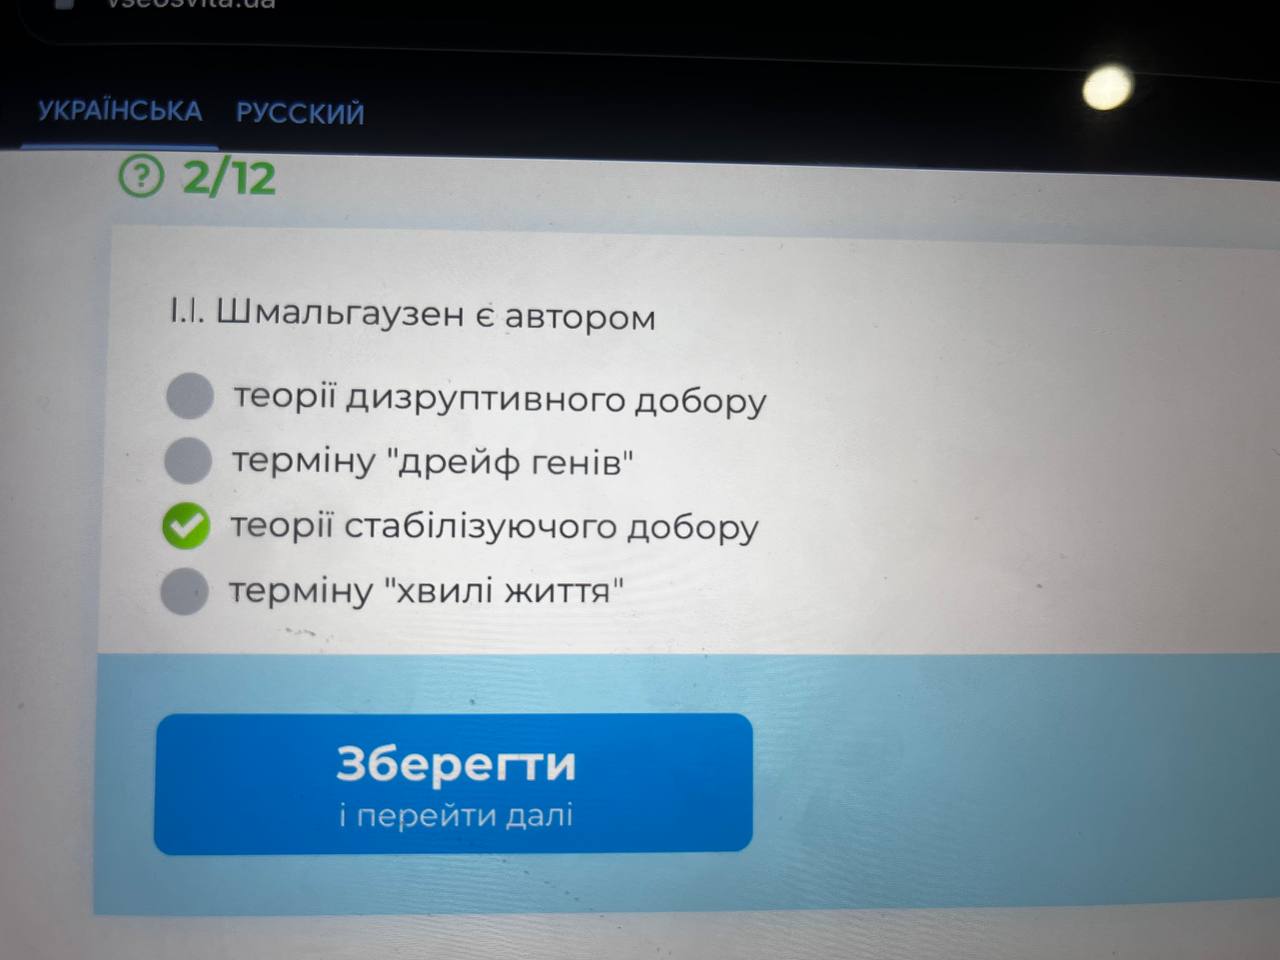 vseosvita.ua
УКРАЇНСЬКА РУССКИЙ
? 2/12
І.І. Шмальгаузен є автором
теорії дизруптивного добору
терміну "дрейф генів"
теорії стабілізуючого добору
терміну "хвилі життя"
Зберегти
і перейти далі